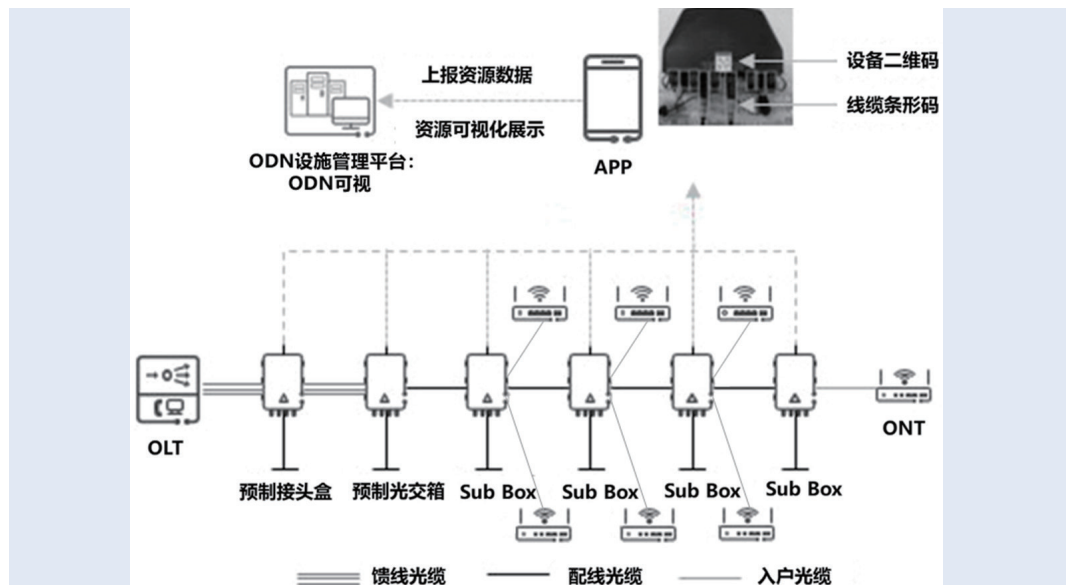 设备二维码
上报资源数据
线缆条形码
资源可视化展示
ODN设施管理平台：
ODN可视
APP
OLT
ONT
预制接头盒
预制光交箱
Sub Box
Sub Box
Sub Box
Sub Box
馈线光缆
配线光缆
入户光缆